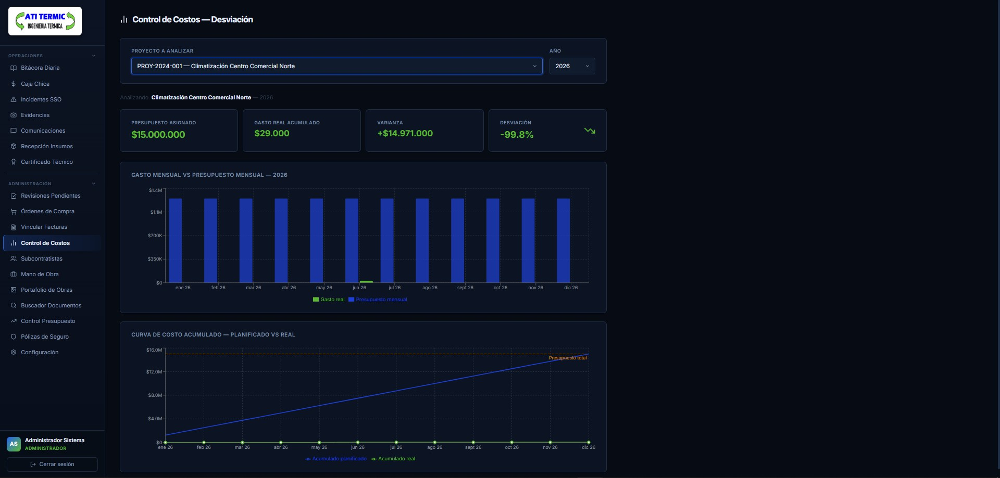 ATI TERMIC
INGENIERIA TERMICA
OPERACIONES
Bitácora Diaria
Caja Chica
Incidentes SSO
Evidencias
Comunicaciones
Recepción Insumos
Certificado Técnico
ADMINISTRACIÓN
Revisiones Pendientes
Órdenes de Compra
Vincular Facturas
Control de Costos
Subcontratistas
Mano de Obra
Portafolio de Obras
Buscador Documentos
Control Presupuesto
Pólizas de Seguro
Configuración
AS
Administrador Sistema
ADMINISTRADOR
Cerrar sesión
Control de Costos — Desviación
PROYECTO A ANALIZAR AÑO
PROY-2024-001 — Climatización Centro Comercial Norte 2026
Analizando: Climatización Centro Comercial Norte — 2026
PRESUPUESTO ASIGNADO
$15.000.000
GASTO REAL ACUMULADO
$29.000
VARIANZA
+$14.971.000
DESVIACIÓN
-99.8%
GASTO MENSUAL VS PRESUPUESTO MENSUAL — 2026
$1.4M
$1.1M
$700K
$350K
$0
ene 26 feb 26 mar 26 abr 26 may 26 jun 26 jul 26 ago 26 sept 26 oct 26 nov 26 dic 26
Gasto real Presupuesto mensual
CURVA DE COSTO ACUMULADO — PLANIFICADO VS REAL
$16.0M
Presupuesto total
$12.0M
$8.0M
$4.0M
$0
ene 26 feb 26 mar 26 abr 26 may 26 jun 26 jul 26 ago 26 sept 26 oct 26 nov 26 dic 26
Acumulado planificado Acumulado real